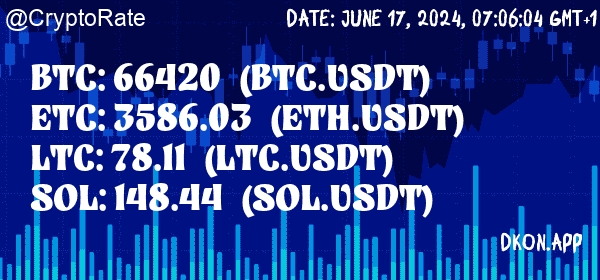 @CryptoRate
DATE: JUNE 17, 2024, 07:06:04 GMT+1
BTC: 66420 (BTC.USDT)
ETC: 3586.03 (ETH.USDT)
LTC: 78.11 (LTC.USDT)
SOL: 148.44 (SOL.USDT)
DKON.APP